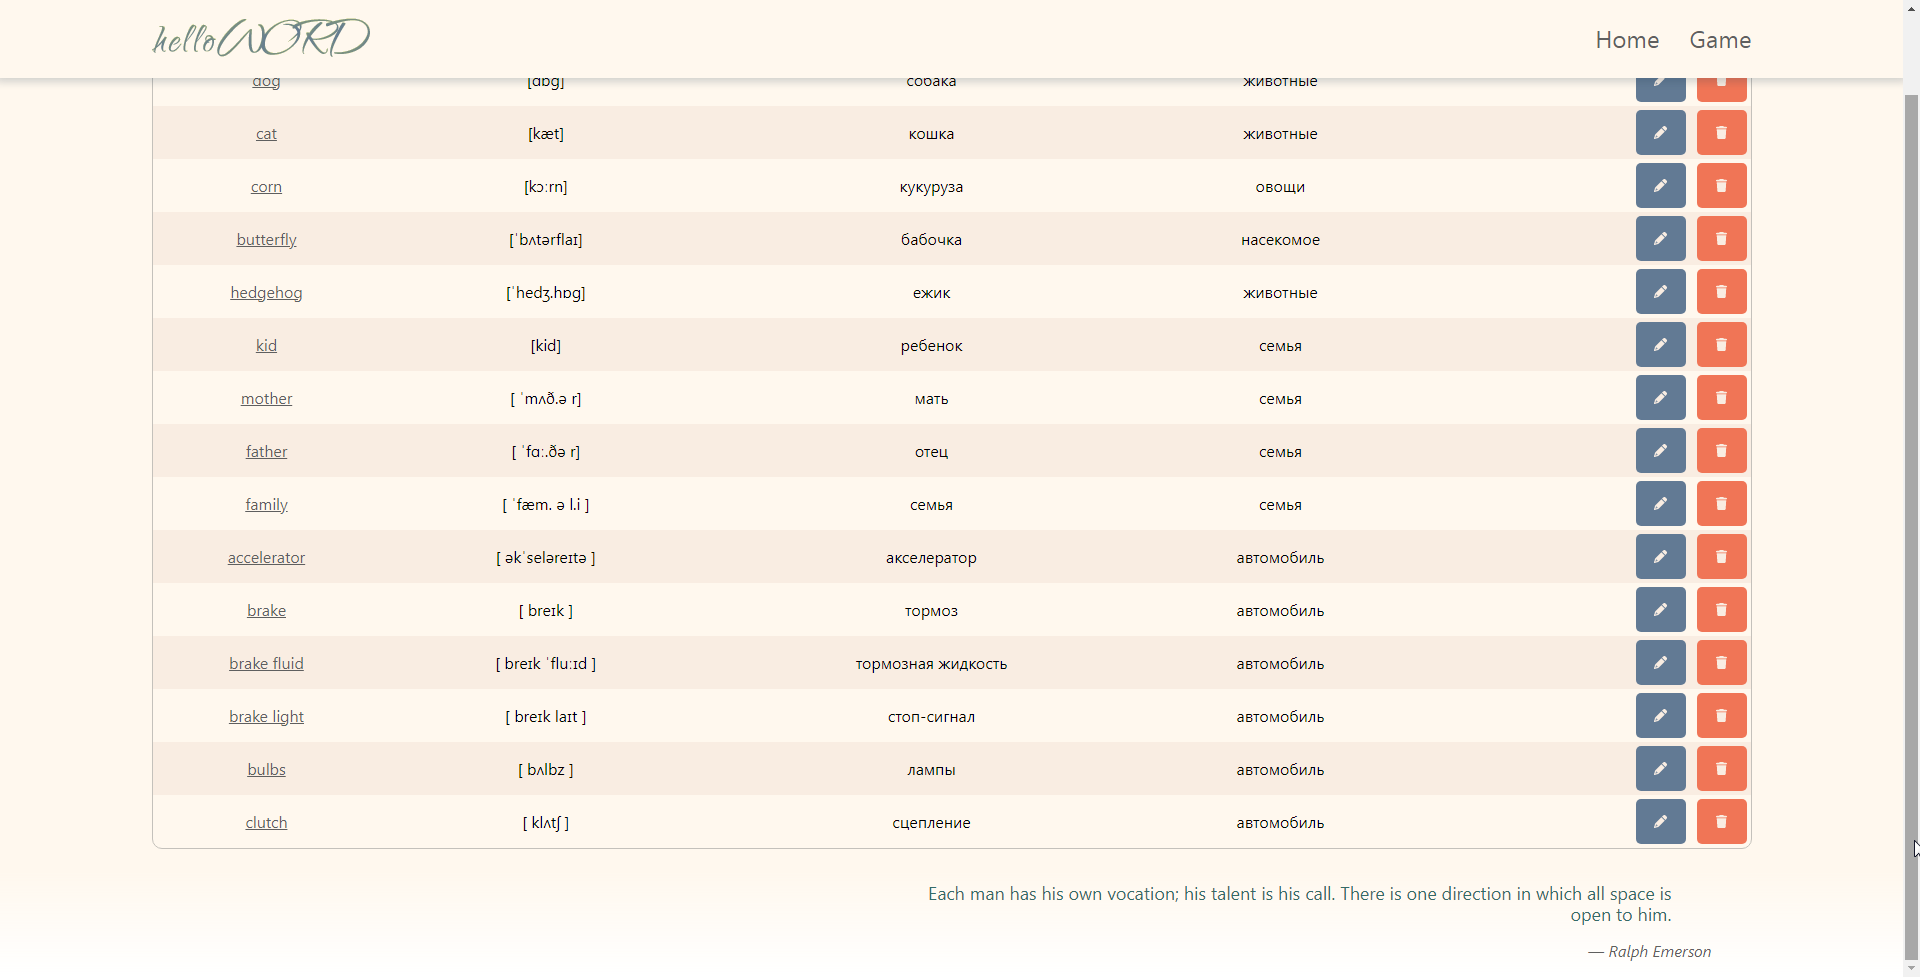 helloWORD
Home Game
dog [dɒg] собака животные
cat [kæt] кошка животные
corn [kɔːrn] кукуруза овощи
butterfly [ˈbʌtərflaɪ] бабочка насекомое
hedgehog [ˈhedʒ.hɒg] ежик животные
kid [kid] ребенок семья
mother [ ˈmʌð.ə r] мать семья
father [ ˈfɑː.ðə r] отец семья
family [ ˈfæm. ə l.i ] семья семья
accelerator [ əkˈseləreɪtə ] акселератор автомобиль
brake [ breɪk ] тормоз автомобиль
brake fluid [ breɪk ˈfluːɪd ] тормозная жидкость автомобиль
brake light [ breɪk laɪt ] стоп-сигнал автомобиль
bulbs [ bʌlbz ] лампы автомобиль
clutch [ klʌtʃ ] сцепление автомобиль
Each man has his own vocation; his talent is his call. There is one direction in which all space is
open to him.
— Ralph Emerson